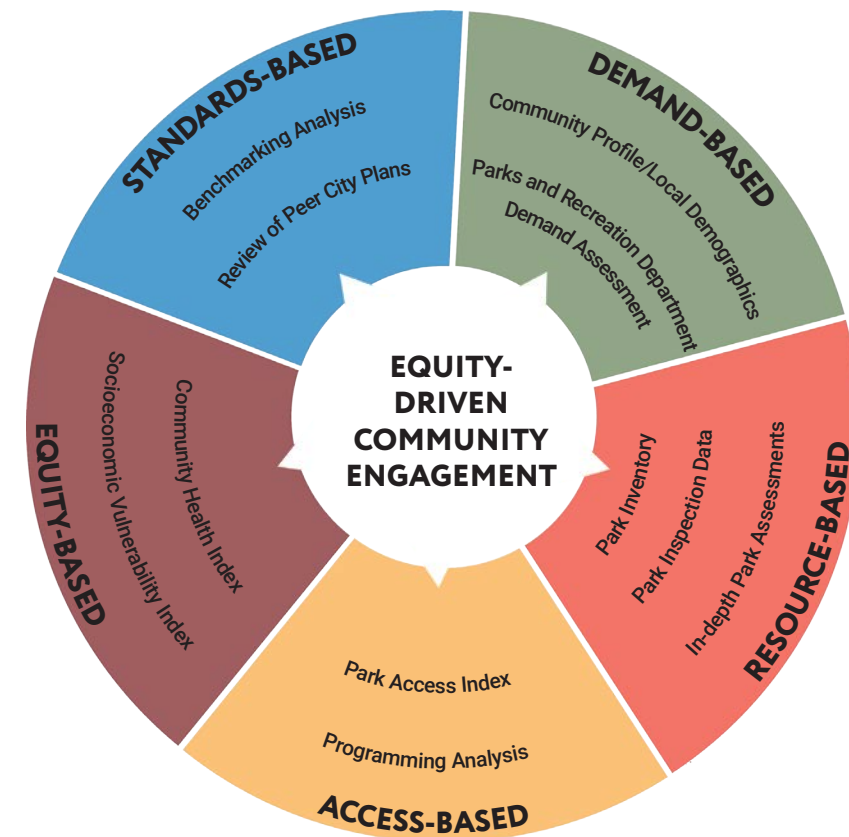 STANDARDS-BASED
Benchmarking Analysis
Review of Peer City Plans
DEMAND-BASED
Community Profile/Local Demographics
Parks and Recreation Department
Demand Assessment
RESOURCE-BASED
In-depth Park Assessments
Park Inspection Data
Park Inventory
ACCESS-BASED
Park Access Index
Programming Analysis
EQUITY-BASED
Socioeconomic Vulnerability Index
Community Health Index
EQUITY-
DRIVEN
COMMUNITY
ENGAGEMENT